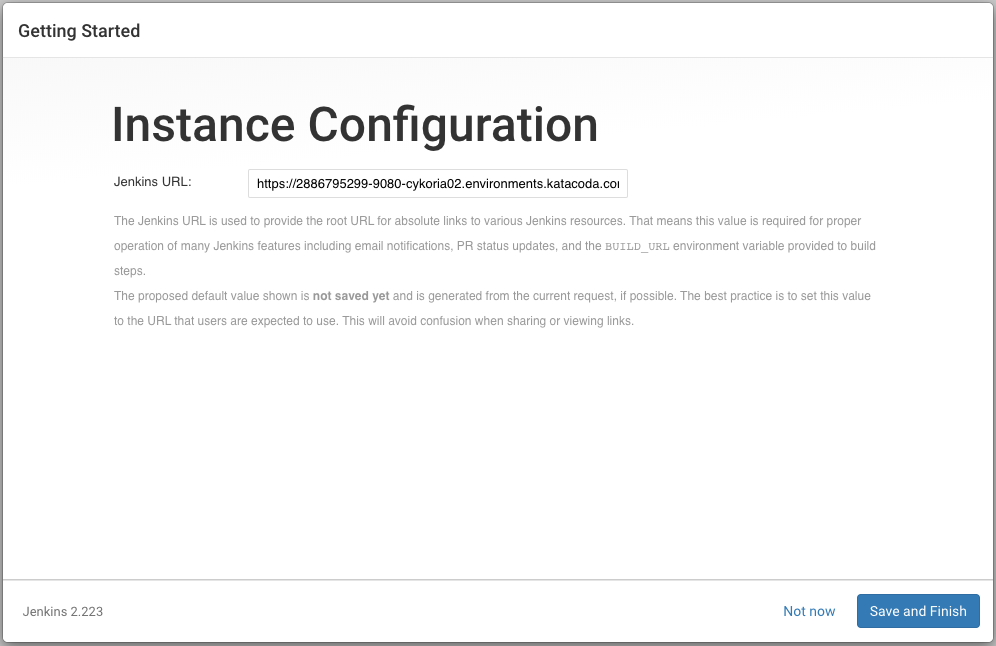 Getting Started
Instance Configuration
Jenkins URL:
https://2886795299-9080-cykoria02.environments.katacoda.co
The Jenkins URL is used to provide the root URL for absolute links to various Jenkins resources. That means this value is required for proper
operation of many Jenkins features including email notifications, PR status updates, and the BUILD_URL environment variable provided to build
steps.
The proposed default value shown is not saved yet and is generated from the current request, if possible. The best practice is to set this value
to the URL that users are expected to use. This will avoid confusion when sharing or viewing links.
Jenkins 2.223
Not now
Save and Finish